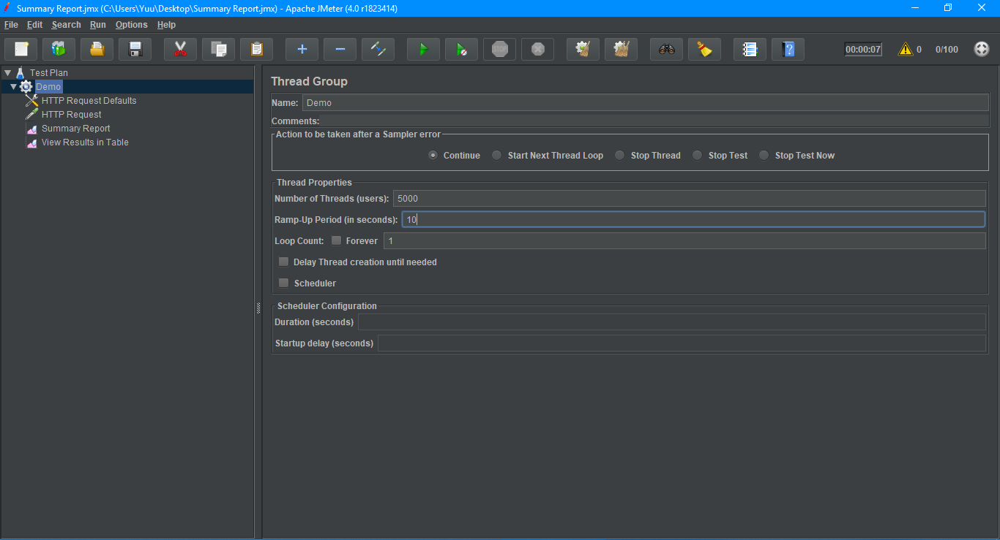 Summary Report.jmx (C:\Users\Yuu\Desktop\Summary Report.jmx) - Apache JMeter (4.0 r1823414)
File Edit Search Run Options Help
STOP 00:00:07 0 0/100
Test Plan
Demo
HTTP Request Defaults
HTTP Request
Summary Report
View Results in Table
Thread Group
Name: Demo
Comments:
Action to be taken after a Sampler error
Continue Start Next Thread Loop Stop Thread Stop Test Stop Test Now
Thread Properties
Number of Threads (users): 5000
Ramp-Up Period (in seconds): 10
Loop Count: Forever 1
Delay Thread creation until needed
Scheduler
Scheduler Configuration
Duration (seconds)
Startup delay (seconds)